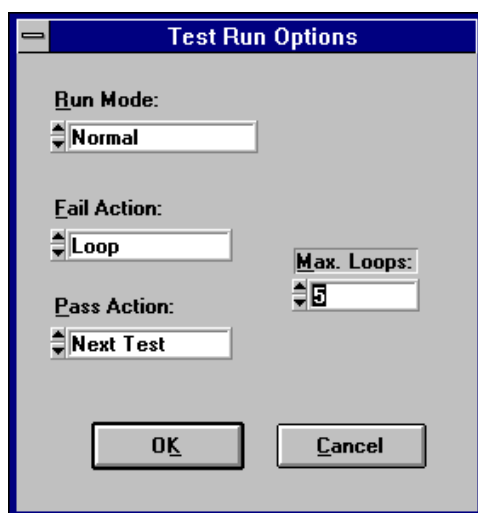 Test Run Options
Run Mode:
Normal
Fail Action:
Loop
Max. Loops:
5
Pass Action:
Next Test
OK
Cancel